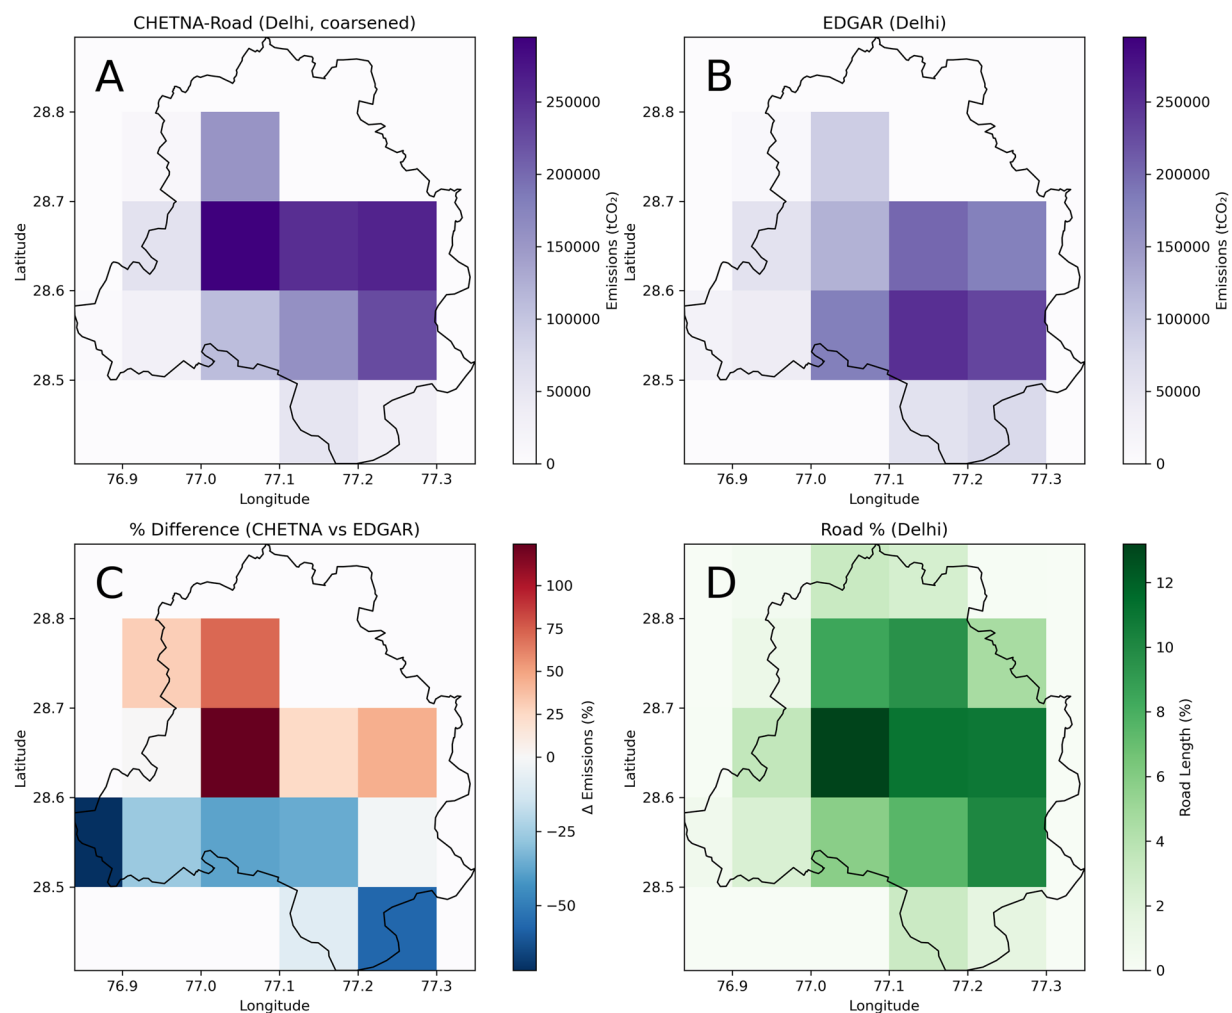 CHETNA-Road (Delhi, coarsened)
A
28.8
28.7
28.6
28.5
Latitude
76.9 77.0 77.1 77.2 77.3
Longitude
250000
200000
150000
100000
50000
0
Emissions (tCO₂)
EDGAR (Delhi)
B
28.8
28.7
28.6
28.5
Latitude
76.9 77.0 77.1 77.2 77.3
Longitude
250000
200000
150000
100000
50000
0
Emissions (tCO₂)
% Difference (CHETNA vs EDGAR)
C
28.8
28.7
28.6
28.5
Latitude
76.9 77.0 77.1 77.2 77.3
Longitude
100
75
50
25
0
−25
−50
Δ Emissions (%)
Road % (Delhi)
D
28.8
28.7
28.6
28.5
Latitude
76.9 77.0 77.1 77.2 77.3
Longitude
12
10
8
6
4
2
0
Road Length (%)